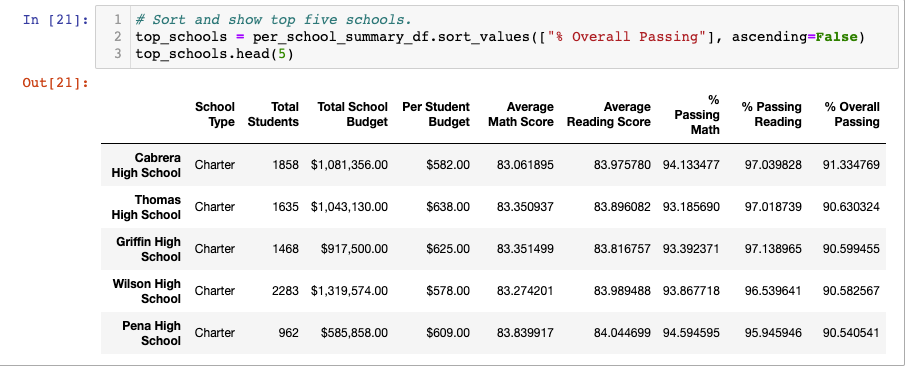 In [21]:
1 # Sort and show top five schools.
2 top_schools = per_school_summary_df.sort_values(["% Overall Passing"], ascending=False)
3 top_schools.head(5)
Out[21]:
School Type Total Students Total School Budget Per Student Budget Average Math Score Average Reading Score % Passing Math % Passing Reading % Overall Passing
Cabrera High School Charter 1858 $1,081,356.00 $582.00 83.061895 83.975780 94.133477 97.039828 91.334769
Thomas High School Charter 1635 $1,043,130.00 $638.00 83.350937 83.896082 93.185690 97.018739 90.630324
Griffin High School Charter 1468 $917,500.00 $625.00 83.351499 83.816757 93.392371 97.138965 90.599455
Wilson High School Charter 2283 $1,319,574.00 $578.00 83.274201 83.989488 93.867718 96.539641 90.582567
Pena High School Charter 962 $585,858.00 $609.00 83.839917 84.044699 94.594595 95.945946 90.540541